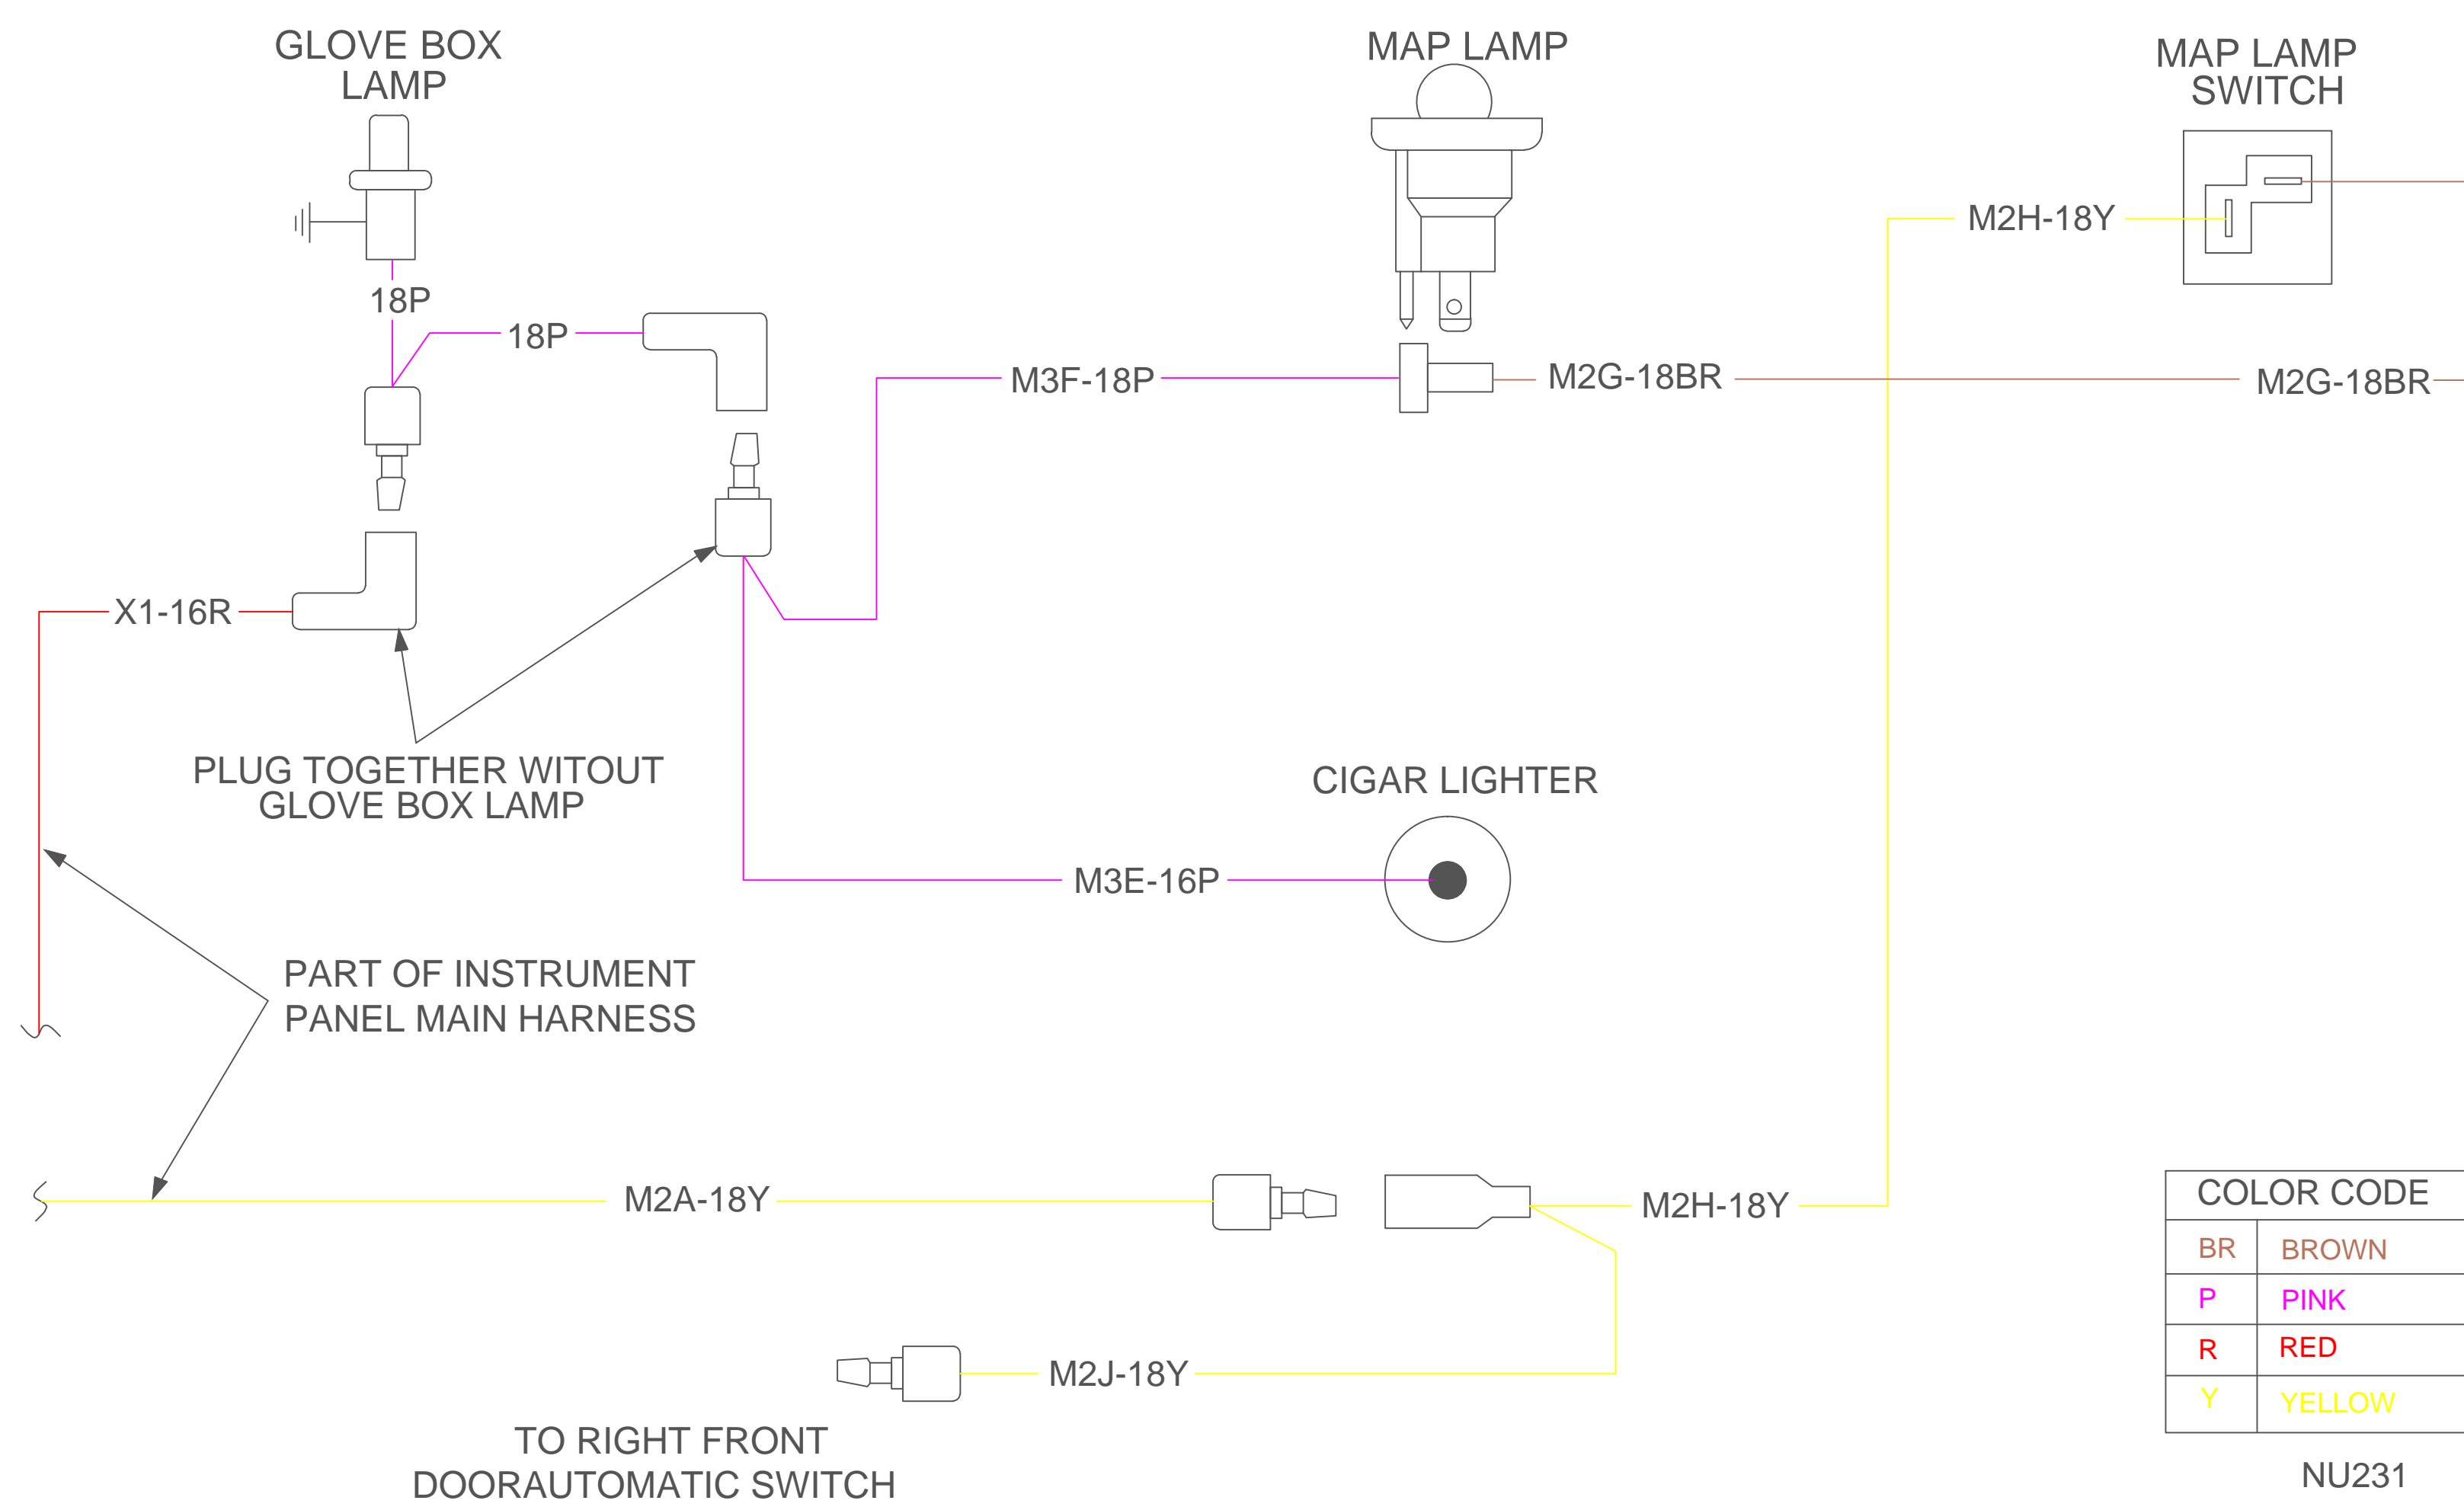 GLOVE BOX
LAMP
MAP LAMP
MAP LAMP
SWITCH
M2H-18Y
18P
18P
M3F-18P
M2G-18BR
M2G-18BR
X1-16R
PLUG TOGETHER WITOUT
GLOVE BOX LAMP
CIGAR LIGHTER
M3E-16P
PART OF INSTRUMENT
PANEL MAIN HARNESS
M2A-18Y
M2H-18Y
M2J-18Y
TO RIGHT FRONT
DOORAUTOMATIC SWITCH
COLOR CODE
BR BROWN
P PINK
R RED
Y YELLOW
NU231